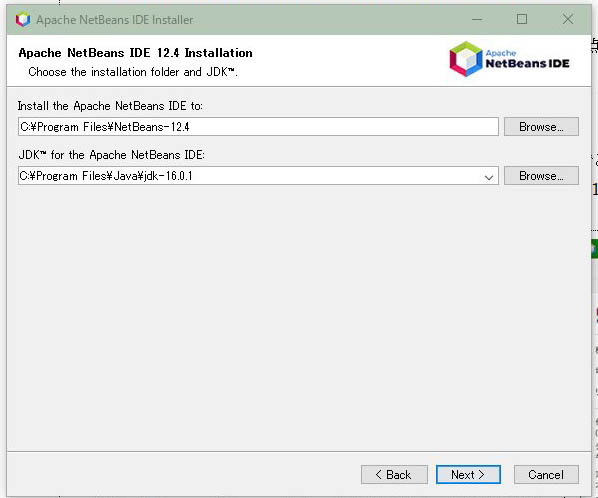 Apache NetBeans IDE Installer
Apache NetBeans IDE 12.4 Installation
Choose the installation folder and JDK™.
Apache
NetBeans IDE
Install the Apache NetBeans IDE to:
C:¥Program Files¥NetBeans-12.4
Browse...
JDK™ for the Apache NetBeans IDE:
C:¥Program Files¥Java¥jdk-16.0.1
Browse...
< Back
Next >
Cancel